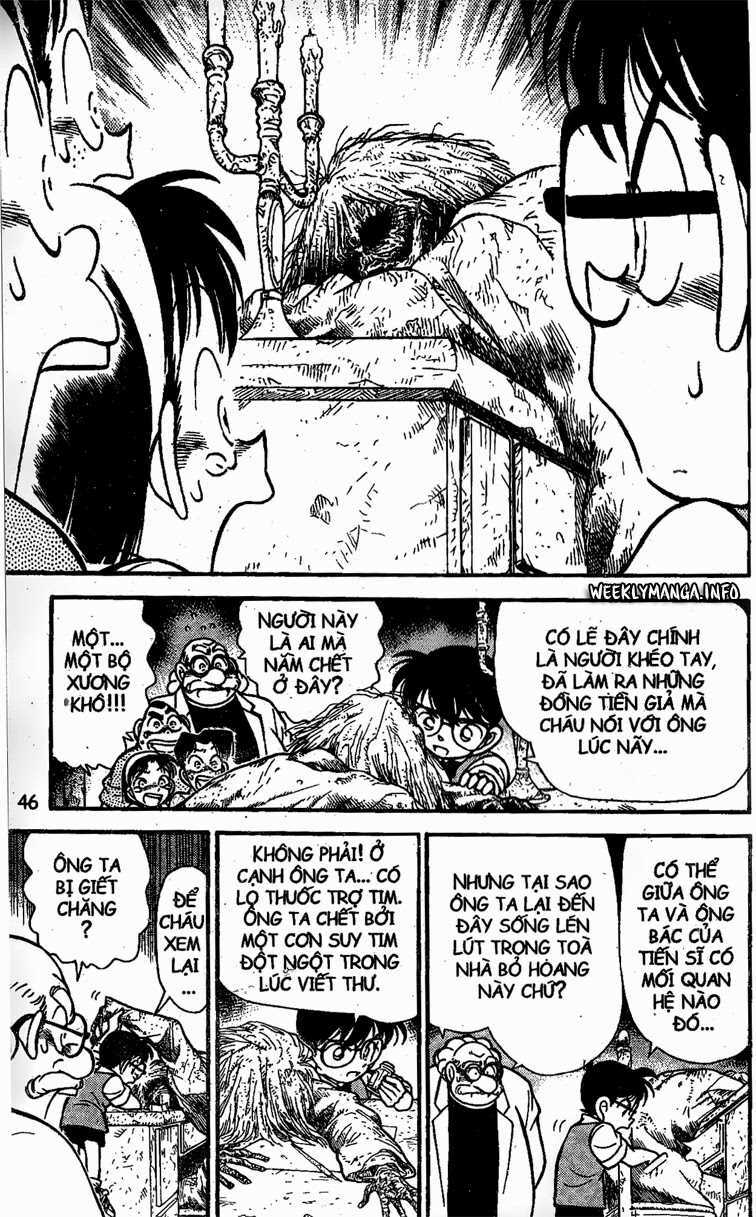 WEEKLYMANGA.INFO
MỘT...
MỘT BỘ
XƯƠNG
KHÔ!!!
NGƯỜI NÀY
LÀ AI MÀ
NẰM CHẾT
Ở ĐÂY?
CÓ LẼ ĐÂY CHÍNH
LÀ NGƯỜI KHÉO TAY,
ĐÃ LÀM RA NHỮNG
ĐỒNG TIỀN GIẢ MÀ
CHÁU NÓI VỚI ÔNG
LÚC NÃY...
46
ÔNG TA
BỊ GIẾT
CHĂNG
?
ĐỂ
CHÁU
XEM
LẠI
...
KHÔNG PHẢI! Ở
CẠNH ÔNG TA... CÓ
LỌ THUỐC TRỢ TIM.
ÔNG TA CHẾT BỞI
MỘT CƠN SUY TIM
ĐỘT NGỘT TRONG
LÚC VIẾT THƯ.
NHƯNG TẠI SAO
ÔNG TA LẠI ĐẾN
ĐÂY SỐNG LÉN
LÚT TRONG TOÀ
NHÀ BỎ HOÀNG
NÀY CHỨ?
CÓ THỂ
GIỮA ÔNG
TA VÀ ÔNG
BÁC CỦA
TIẾN SĨ CÓ
MỐI QUAN
HỆ NÀO
ĐÓ...